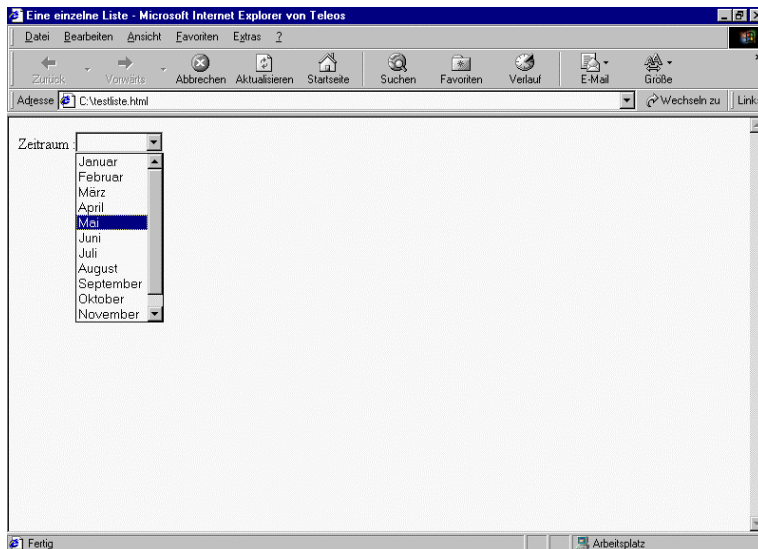 Eine einzelne Liste - Microsoft Internet Explorer von Teleos
Datei Bearbeiten Ansicht Favoriten Extras ?
Zurück Vorwärts Abbrechen Aktualisieren Startseite Suchen Favoriten Verlauf E-Mail Größe
Adresse C:\testliste.html Wechseln zu Links
Zeitraum :
Januar
Februar
März
April
Mai
Juni
Juli
August
September
Oktober
November
Fertig Arbeitsplatz